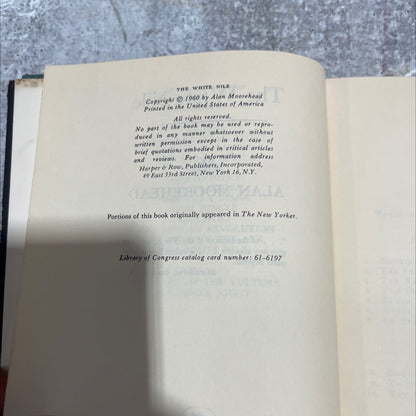 THE WHITE NILE
Copyright © 1960 by Alan Moorehead
Printed in the United States of America
All rights reserved.
No part of the book may be used or repro-
duced in any manner whatsoever without
written permission except in the case of
brief quotations embodied in critical articles
and reviews. For information address
Harper & Row, Publishers, Incorporated,
49 East 33rd Street, New York 16, N.Y.
Portions of this book originally appeared in The New Yorker.
Library of Congress catalog card number: 61-6197